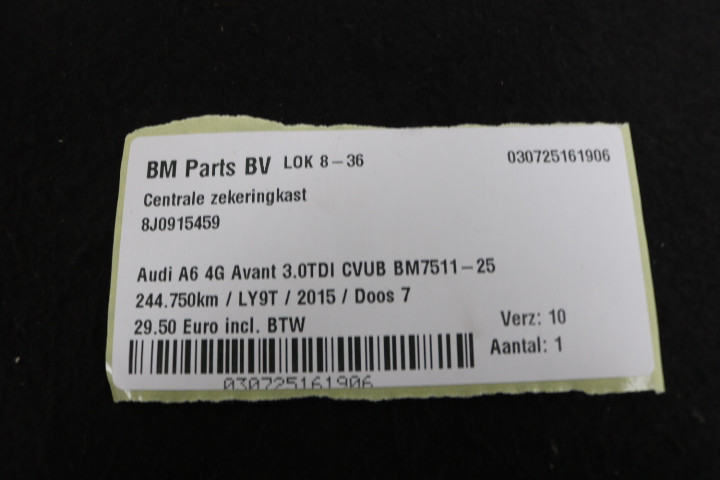 BM Parts BV LOK 8-36 030725161906
Centrale zekeringkast
8J0915459
Audi A6 4G Avant 3.0TDI CVUB BM7511-25
244.750km / LY9T / 2015 / Doos 7
29.50 Euro incl. BTW
Verz: 10
Aantal: 1
030725161906